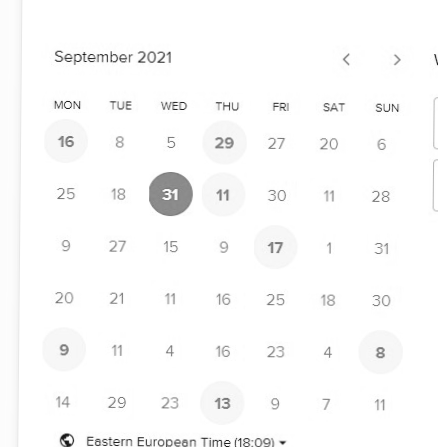 September 2021 < >
MON TUE WED THU FRI SAT SUN
16 8 5 29 27 20 6
25 18 31 11 30 11 28
9 27 15 9 17 1 31
20 21 11 16 25 18 30
9 11 4 16 23 4 8
14 29 23 13 9 7 11
Eastern European Time (18:09)